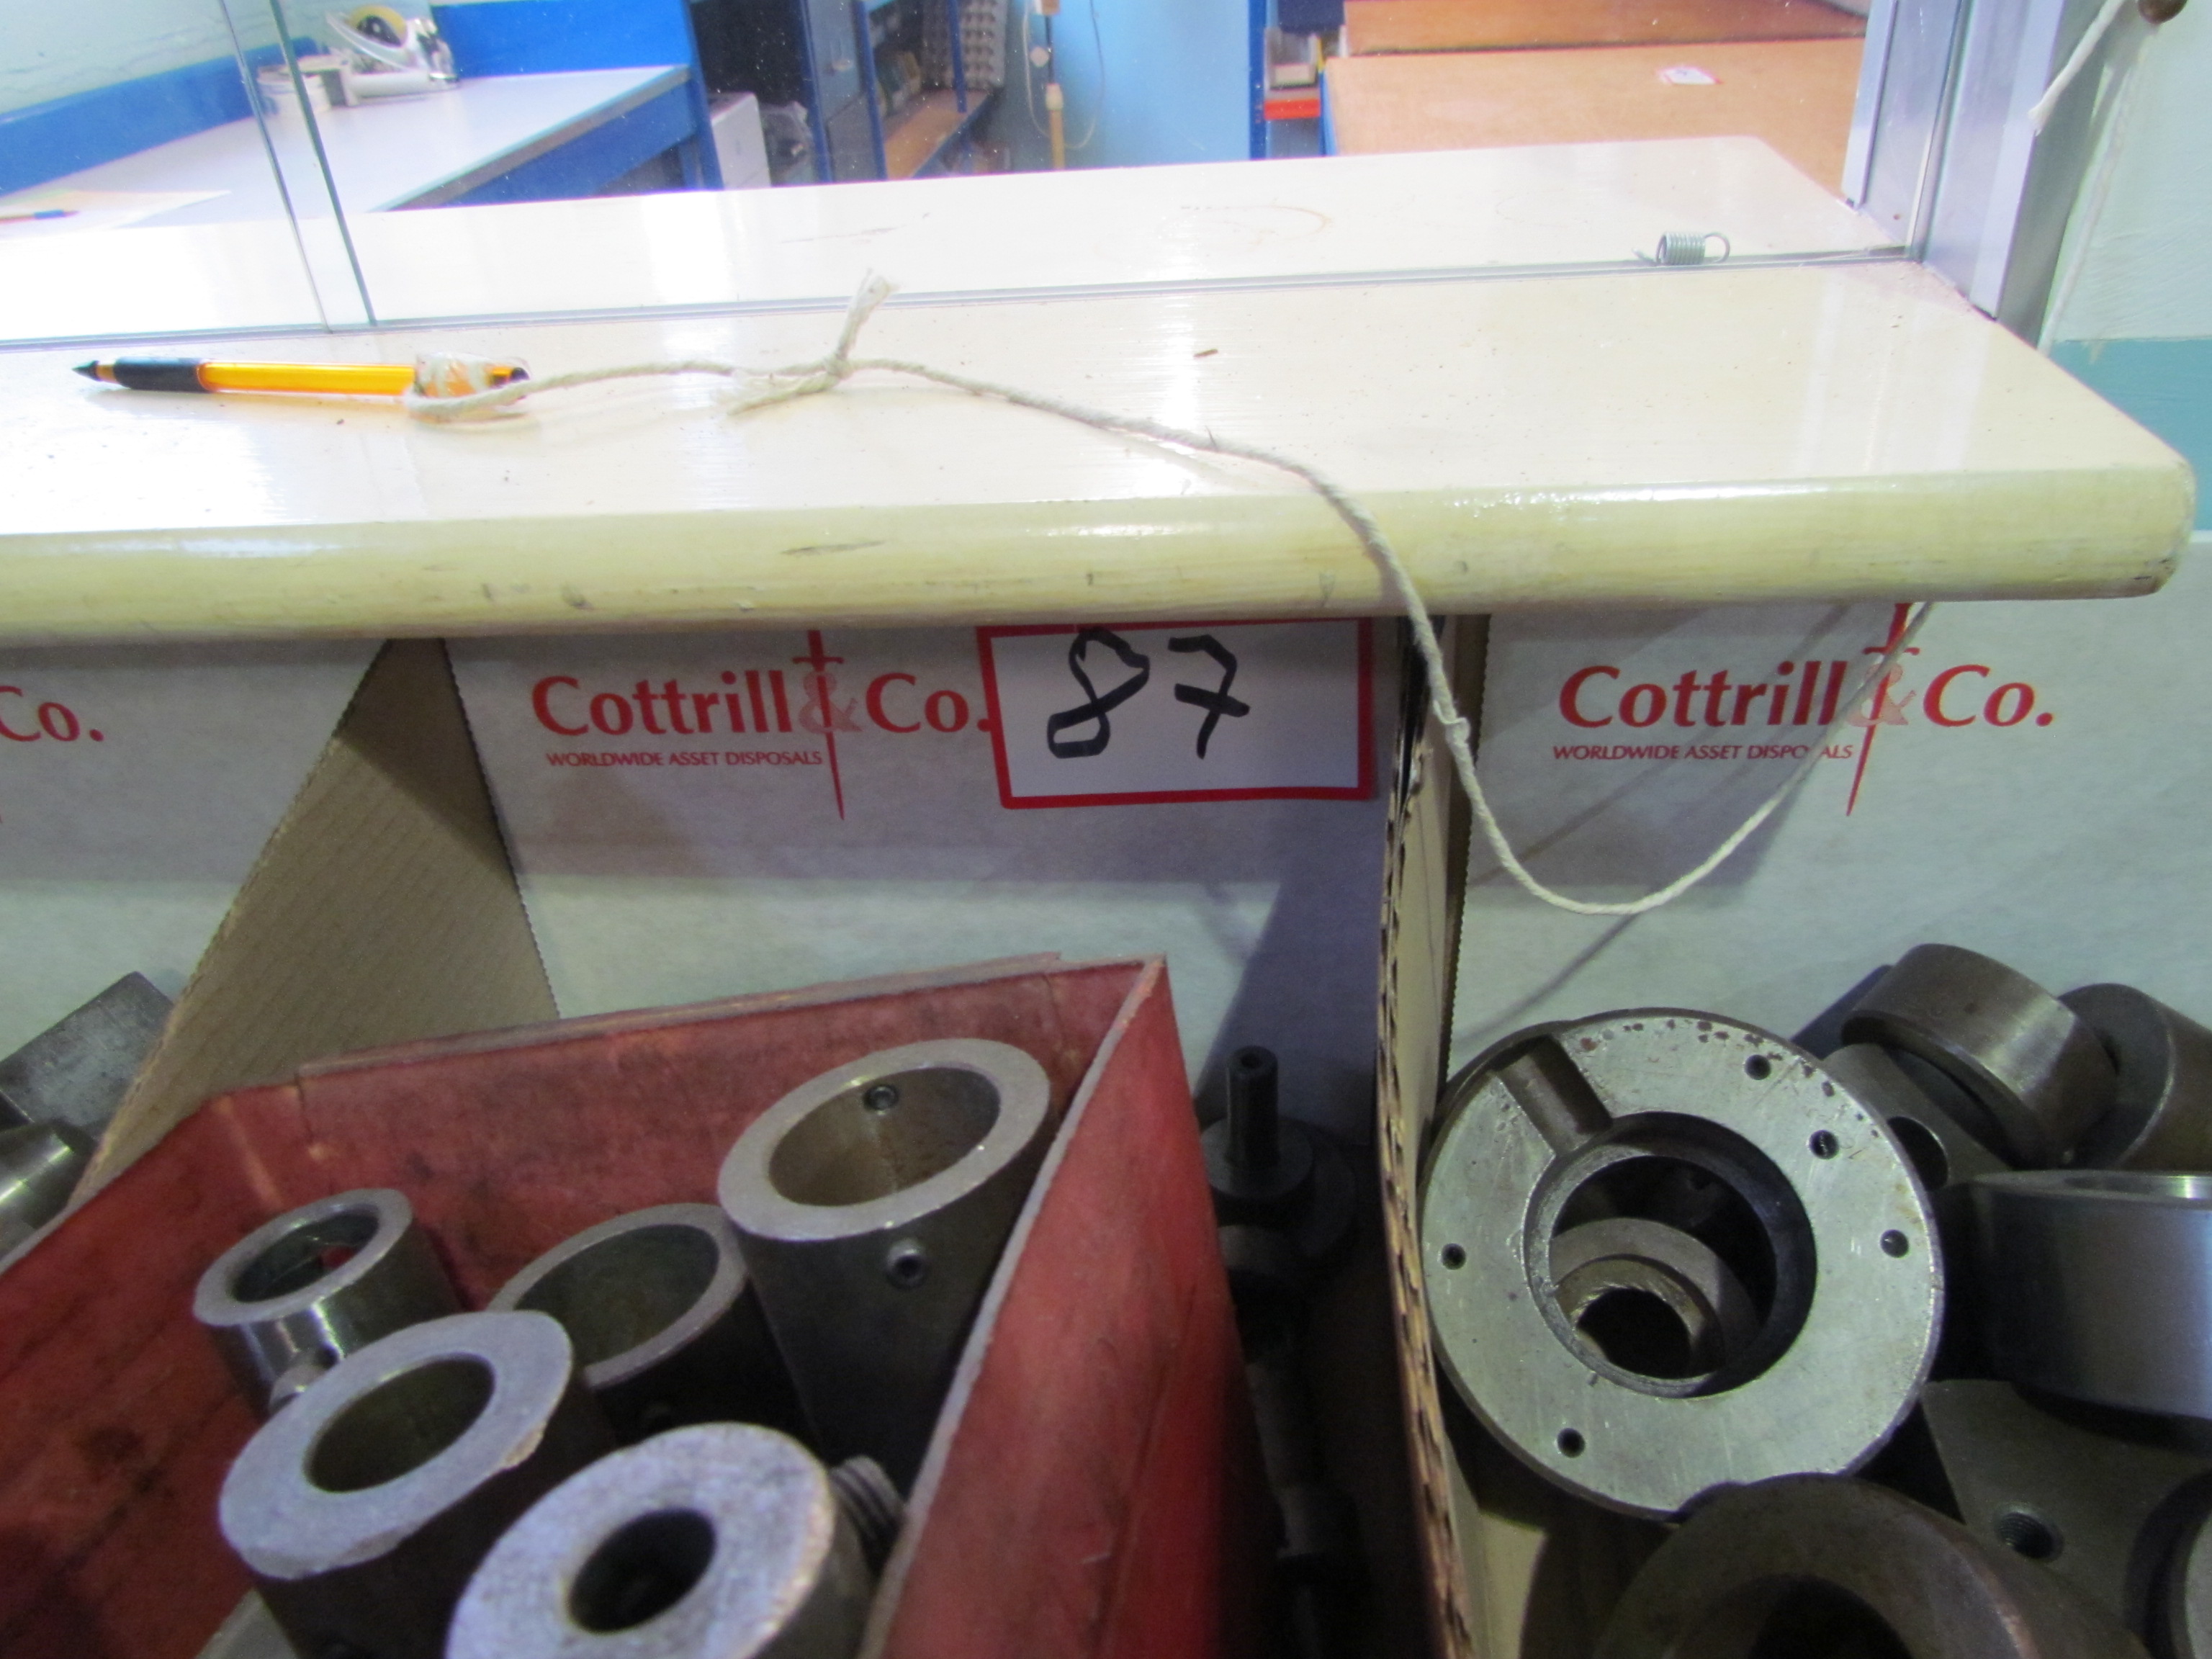 Co.
Cottrill & Co.
WORLDWIDE ASSET DISPOSALS
87
Cottrill & Co.
WORLDWIDE ASSET DISPOSALS